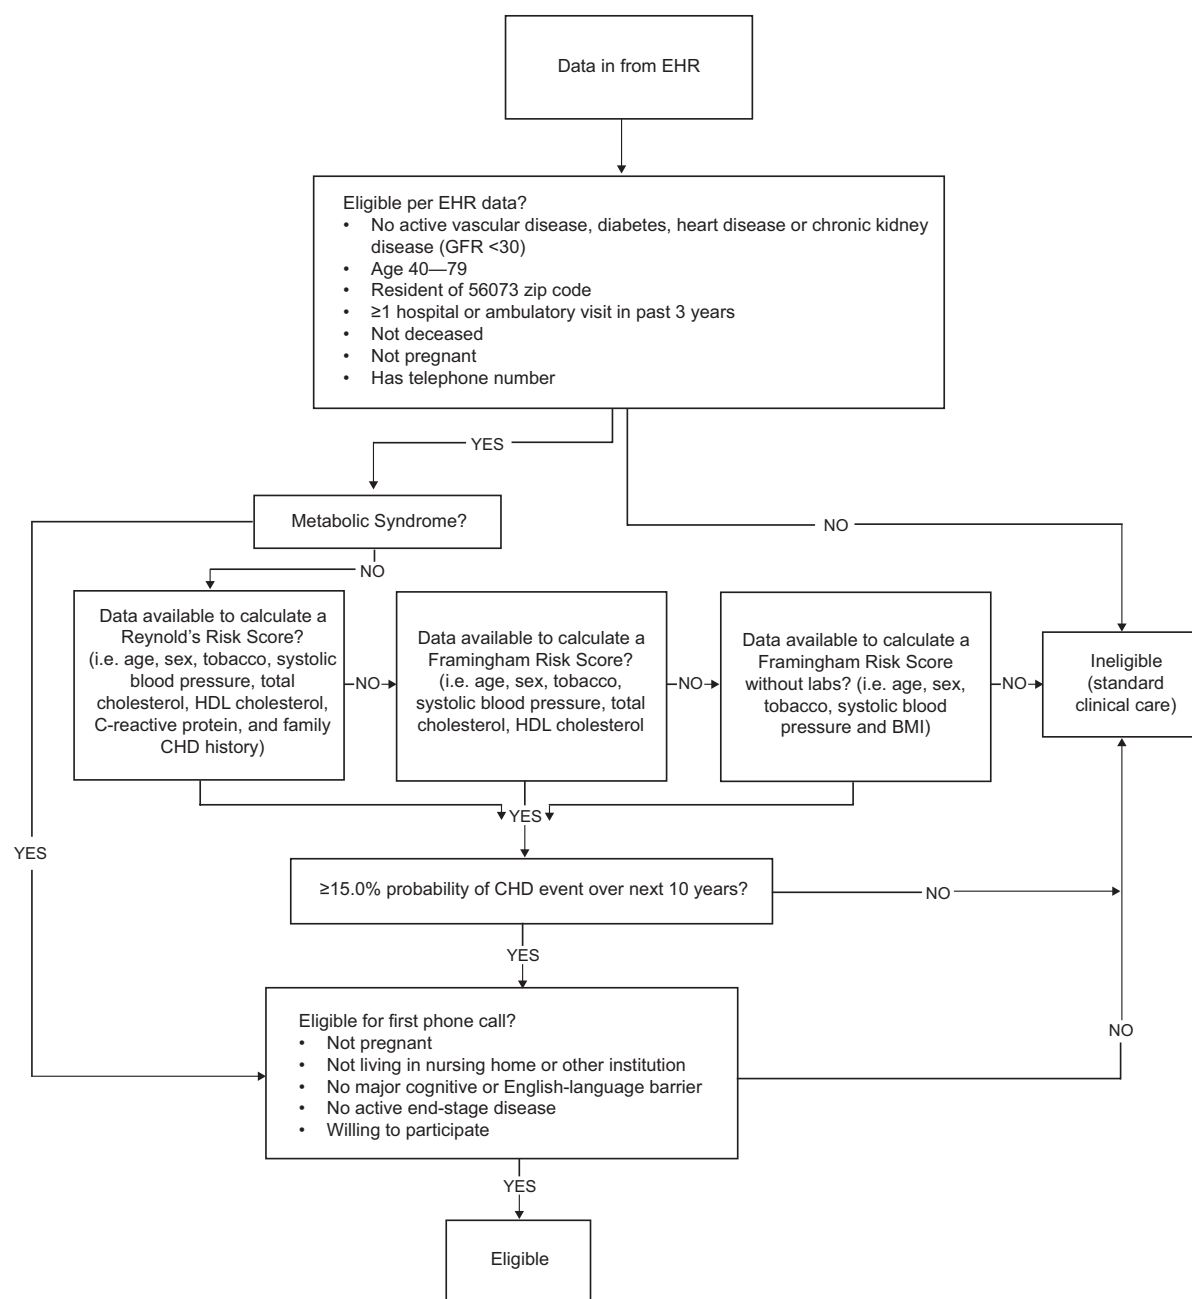 Data in from EHR
Eligible per EHR data?
• No active vascular disease, diabetes, heart disease or chronic kidney
disease (GFR <30)
• Age 40—79
• Resident of 56073 zip code
• ≥1 hospital or ambulatory visit in past 3 years
• Not deceased
• Not pregnant
• Has telephone number
YES
Metabolic Syndrome?
NO
NO
Data available to calculate a
Reynold's Risk Score?
(i.e. age, sex, tobacco, systolic
blood pressure, total
cholesterol, HDL cholesterol,
C-reactive protein, and family
CHD history)
NO
Data available to calculate a
Framingham Risk Score?
(i.e. age, sex, tobacco,
systolic blood pressure, total
cholesterol, HDL cholesterol
NO
Data available to calculate a
Framingham Risk Score
without labs? (i.e. age, sex,
tobacco, systolic blood
pressure and BMI)
NO
Ineligible
(standard
clinical care)
YES
YES
≥15.0% probability of CHD event over next 10 years?
NO
YES
Eligible for first phone call?
• Not pregnant
• Not living in nursing home or other institution
• No major cognitive or English-language barrier
• No active end-stage disease
• Willing to participate
NO
YES
Eligible